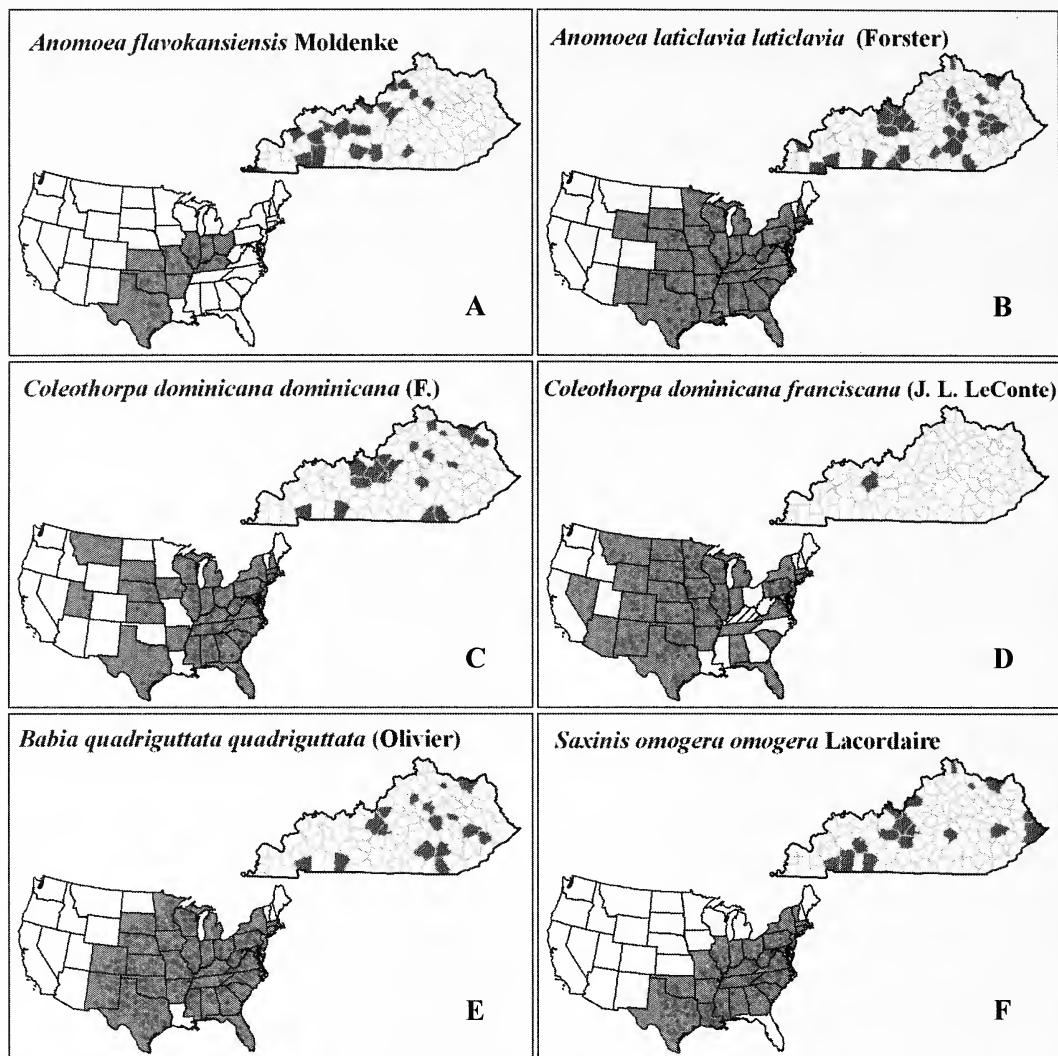 Anomoea flavokansiensis Moldenke
A
Anomoea laticlavia laticlavia (Forster)
B
Coleothorpa dominicana dominicana (F.)
C
Coleothorpa dominicana franciscana (J. L. LeConte)
D
Babia quadriguttata quadriguttata (Olivier)
E
Saxinis omogera omogera Lacordaire
F